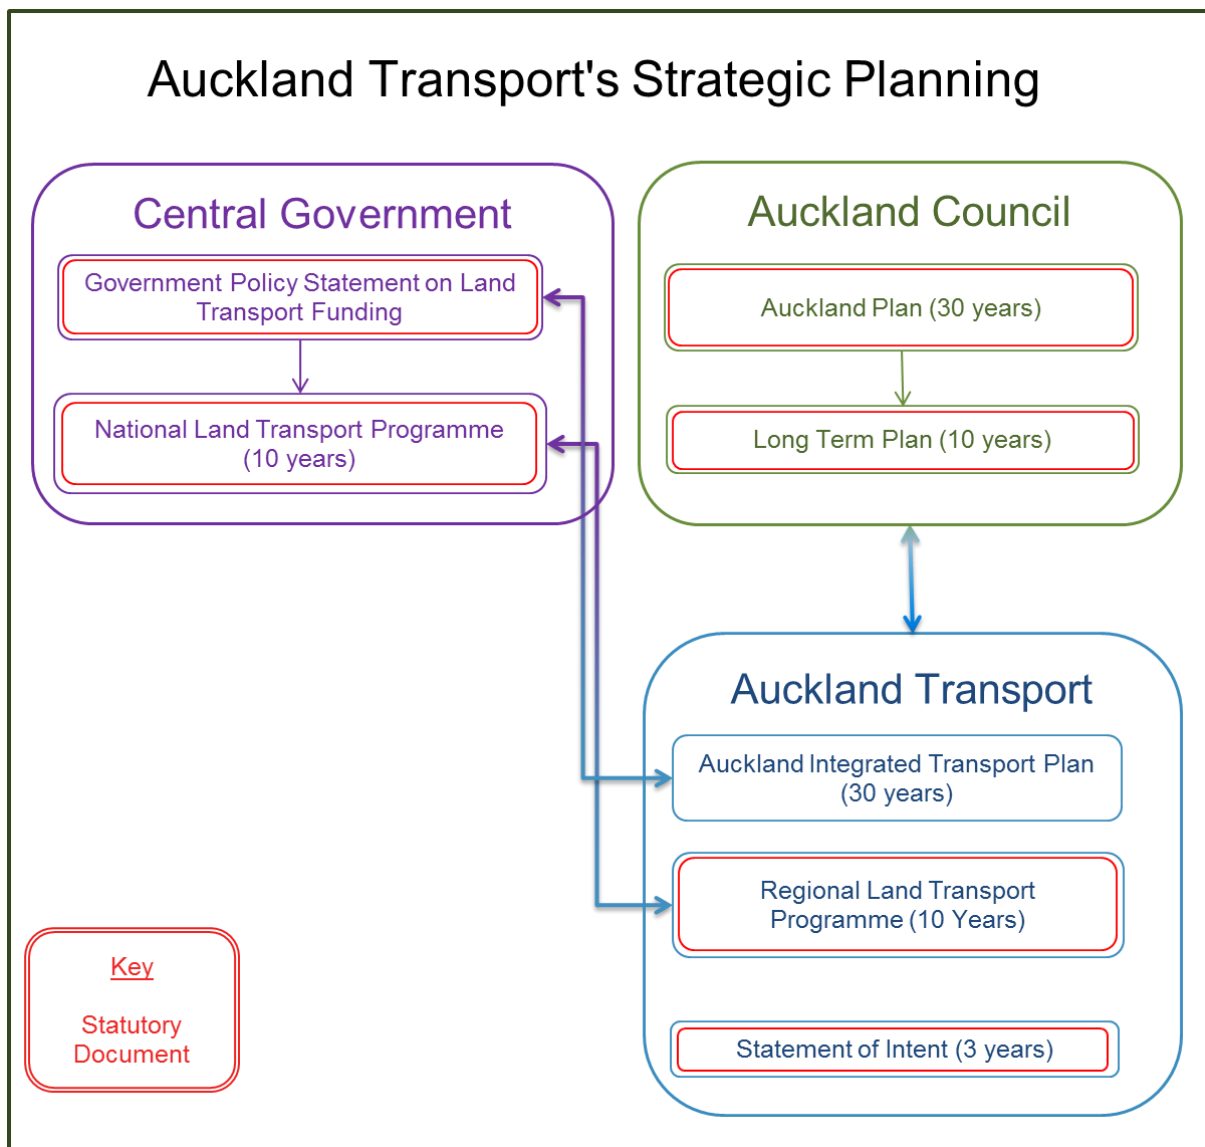 Auckland Transport's Strategic Planning
Central Government
Government Policy Statement on Land
Transport Funding
National Land Transport Programme
(10 years)
Auckland Council
Auckland Plan (30 years)
Long Term Plan (10 years)
Auckland Transport
Auckland Integrated Transport Plan
(30 years)
Regional Land Transport
Programme (10 Years)
Statement of Intent (3 years)
Key
Statutory
Document